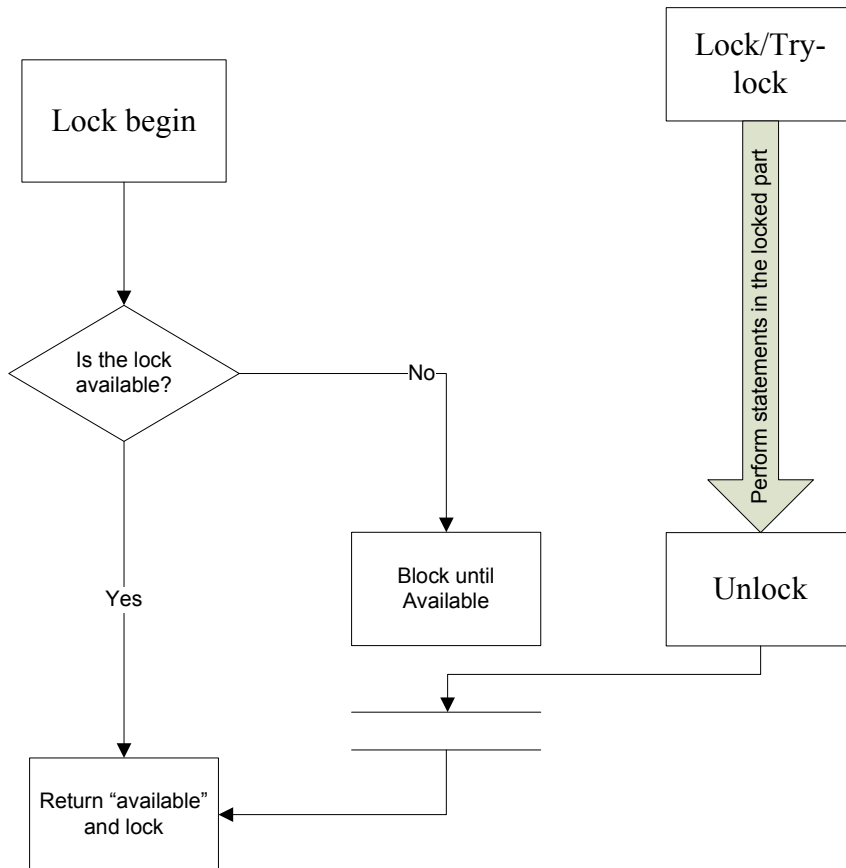 Lock begin
Is the lock
available?
No
Yes
Block until
Available
Return “available”
and lock
Lock/Try-
lock
Perform statements in the locked part
Unlock